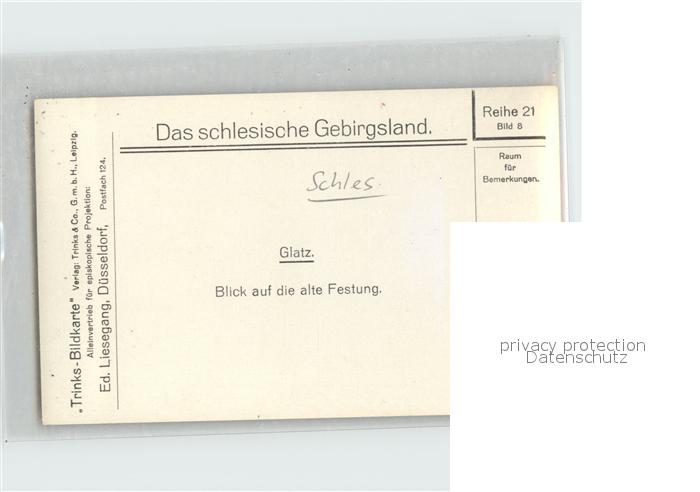 Das schlesische Gebirgsland.
Reihe 21
Bild 8
Raum
für
Bemerkungen.
Schles.
Glatz.
Blick auf die alte Festung.
„Trinks-Bildkarte“ Verlag: Trinks & Co., G. m. b. H., Leipzig.
Alleinvertrieb für episkopische Projektion:
Ed. Liesegang, Düsseldorf, Postfach 124.
privacy protection
Datenschutz